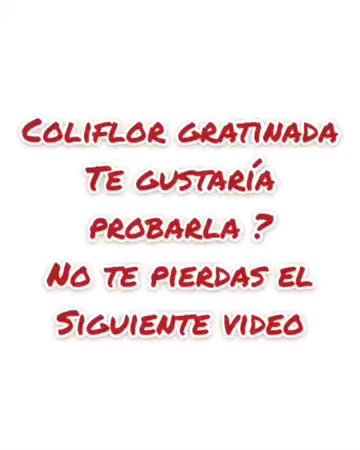 Coliflor gratinada
Te gustaría
probarla ?
No te pierdas el
Siguiente video